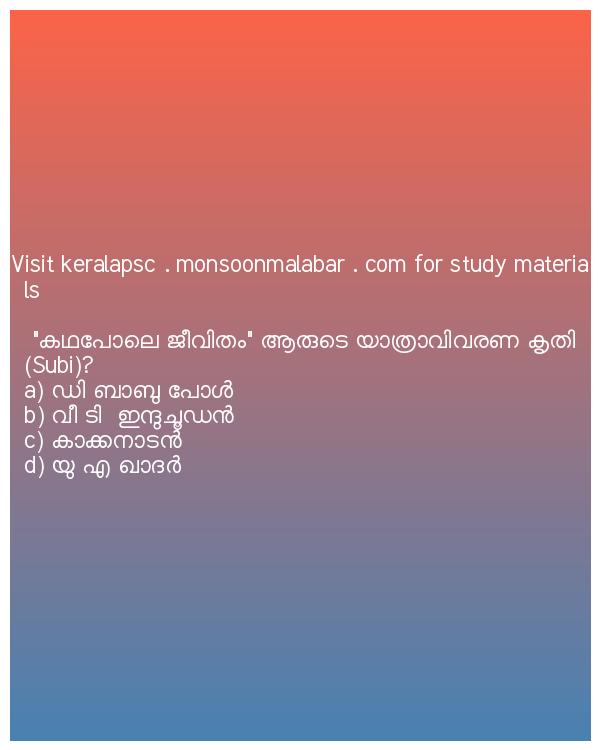 Visit keralapsc . monsoonmalabar . com for study materia
ls
"കഥപോലെ ജീവിതം" ആരുടെ യാത്രാവിവരണ കൃതി
(Subi)?
a) ഡി ബാബു പോൾ
b) വീ ടി  ഇന്ദുചൂഡൻ
c) കാക്കനാടൻ
d) യു എ ഖാദർ